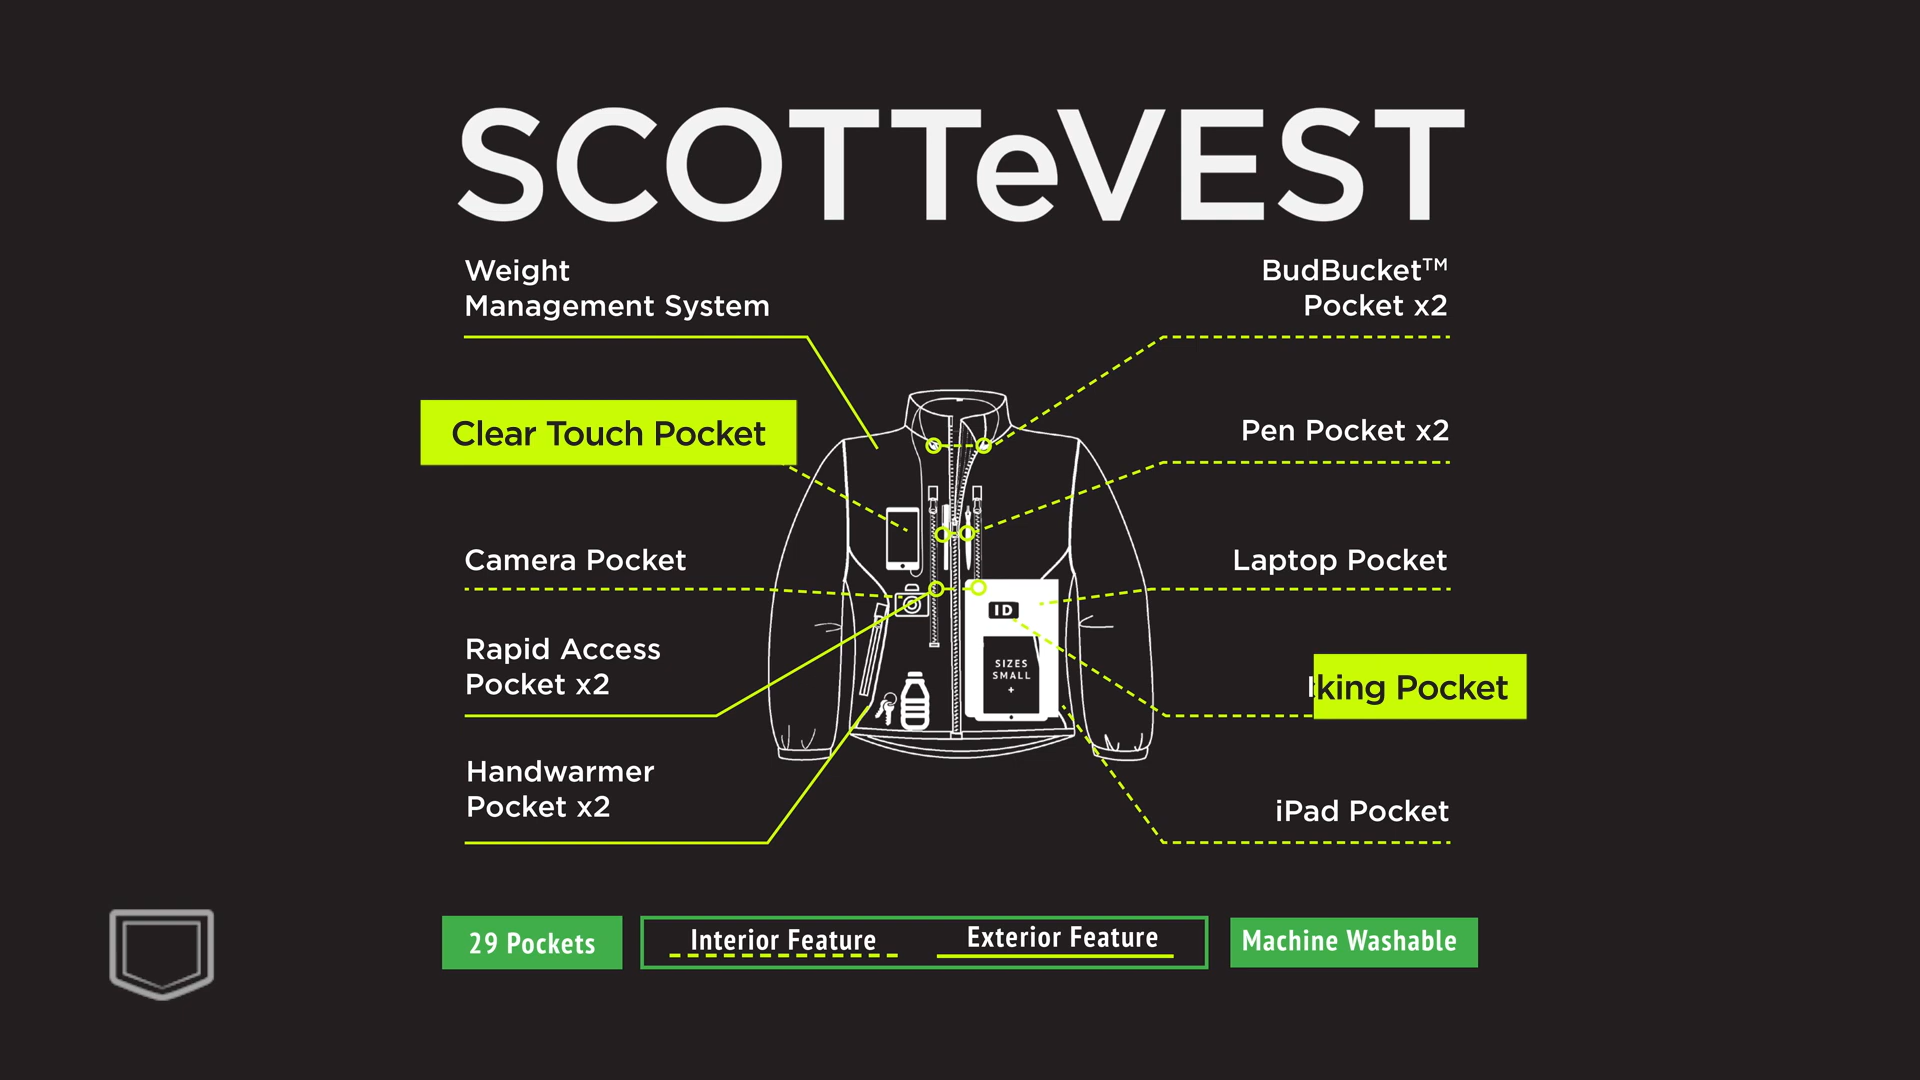 SCOTTeVEST
Weight
Management System
BudBucket™
Pocket x2
Clear Touch Pocket
Pen Pocket x2
Camera Pocket
Laptop Pocket
ID
Rapid Access
Pocket x2
SIZES
SMALL
+
king Pocket
Handwarmer
Pocket x2
iPad Pocket
29 Pockets
Interior Feature
Exterior Feature
Machine Washable